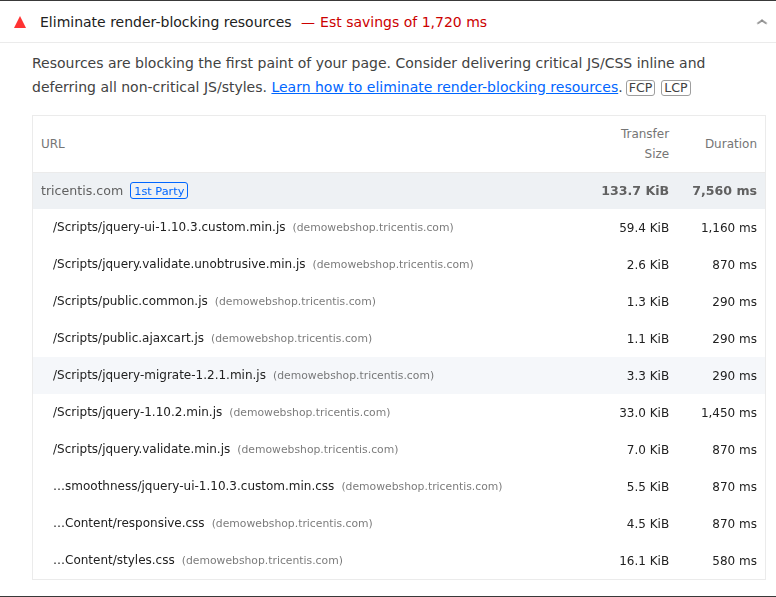 Eliminate render-blocking resources — Est savings of 1,720 ms
Resources are blocking the first paint of your page. Consider delivering critical JS/CSS inline and
deferring all non-critical JS/styles. Learn how to eliminate render-blocking resources. FCP LCP
URL Transfer Size Duration
tricentis.com 1st Party 133.7 KiB 7,560 ms
/Scripts/jquery-ui-1.10.3.custom.min.js (demowebshop.tricentis.com) 59.4 KiB 1,160 ms
/Scripts/jquery.validate.unobtrusive.min.js (demowebshop.tricentis.com) 2.6 KiB 870 ms
/Scripts/public.common.js (demowebshop.tricentis.com) 1.3 KiB 290 ms
/Scripts/public.ajaxcart.js (demowebshop.tricentis.com) 1.1 KiB 290 ms
/Scripts/jquery-migrate-1.2.1.min.js (demowebshop.tricentis.com) 3.3 KiB 290 ms
/Scripts/jquery-1.10.2.min.js (demowebshop.tricentis.com) 33.0 KiB 1,450 ms
/Scripts/jquery.validate.min.js (demowebshop.tricentis.com) 7.0 KiB 870 ms
…smoothness/jquery-ui-1.10.3.custom.min.css (demowebshop.tricentis.com) 5.5 KiB 870 ms
…Content/responsive.css (demowebshop.tricentis.com) 4.5 KiB 870 ms
…Content/styles.css (demowebshop.tricentis.com) 16.1 KiB 580 ms